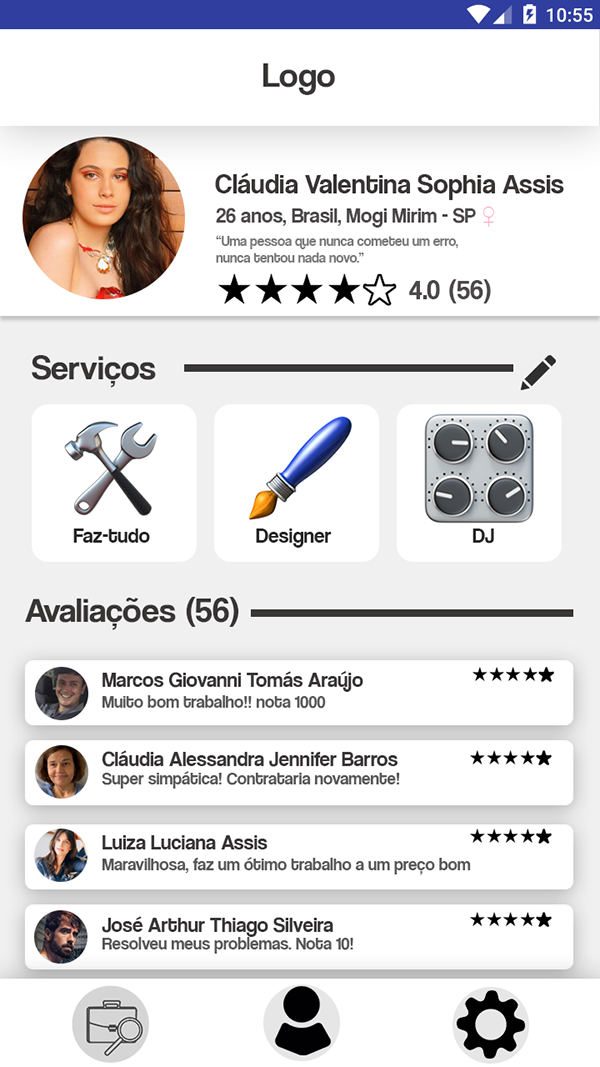 10:55
Logo
Cláudia Valentina Sophia Assis
26 anos, Brasil, Mogi Mirim - SP
“Uma pessoa que nunca cometeu um erro,
nunca tentou nada novo.”
4.0 (56)
Serviços
Faz-tudo
Designer
DJ
Avaliações (56)
Marcos Giovanni Tomás Araújo
Muito bom trabalho!! nota 1000
Cláudia Alessandra Jennifer Barros
Super simpática! Contrataria novamente!
Luiza Luciana Assis
Maravilhosa, faz um ótimo trabalho a um preço bom
José Arthur Thiago Silveira
Resolveu meus problemas. Nota 10!